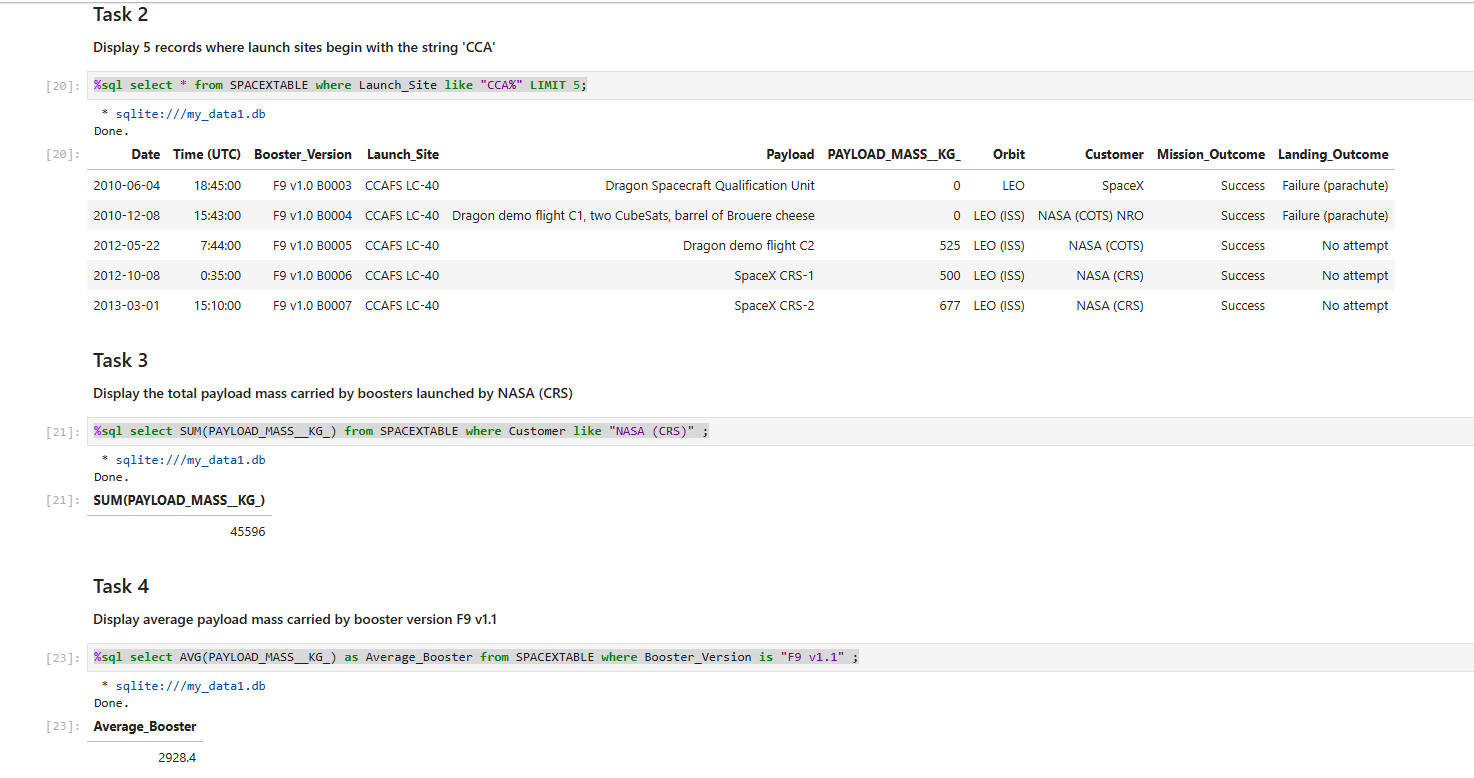 Task 2
Display 5 records where launch sites begin with the string 'CCA'
[20]: %sql select * from SPACEXTABLE where Launch_Site like "CCA%" LIMIT 5;
* sqlite:///my_data1.db
Done.
[20]: Date Time (UTC) Booster_Version Launch_Site Payload PAYLOAD_MASS__KG_ Orbit Customer Mission_Outcome Landing_Outcome
2010-06-04 18:45:00 F9 v1.0 B0003 CCAFS LC-40 Dragon Spacecraft Qualification Unit 0 LEO SpaceX Success Failure (parachute)
2010-12-08 15:43:00 F9 v1.0 B0004 CCAFS LC-40 Dragon demo flight C1, two CubeSats, barrel of Brouere cheese 0 LEO (ISS) NASA (COTS) NRO Success Failure (parachute)
2012-05-22 7:44:00 F9 v1.0 B0005 CCAFS LC-40 Dragon demo flight C2 525 LEO (ISS) NASA (COTS) Success No attempt
2012-10-08 0:35:00 F9 v1.0 B0006 CCAFS LC-40 SpaceX CRS-1 500 LEO (ISS) NASA (CRS) Success No attempt
2013-03-01 15:10:00 F9 v1.0 B0007 CCAFS LC-40 SpaceX CRS-2 677 LEO (ISS) NASA (CRS) Success No attempt
Task 3
Display the total payload mass carried by boosters launched by NASA (CRS)
[21]: %sql select SUM(PAYLOAD_MASS__KG_) from SPACEXTABLE where Customer like "NASA (CRS)" ;
* sqlite:///my_data1.db
Done.
[21]: SUM(PAYLOAD_MASS__KG_)
45596
Task 4
Display average payload mass carried by booster version F9 v1.1
[23]: %sql select AVG(PAYLOAD_MASS__KG_) as Average_Booster from SPACEXTABLE where Booster_Version is "F9 v1.1" ;
* sqlite:///my_data1.db
Done.
[23]: Average_Booster
2928.4